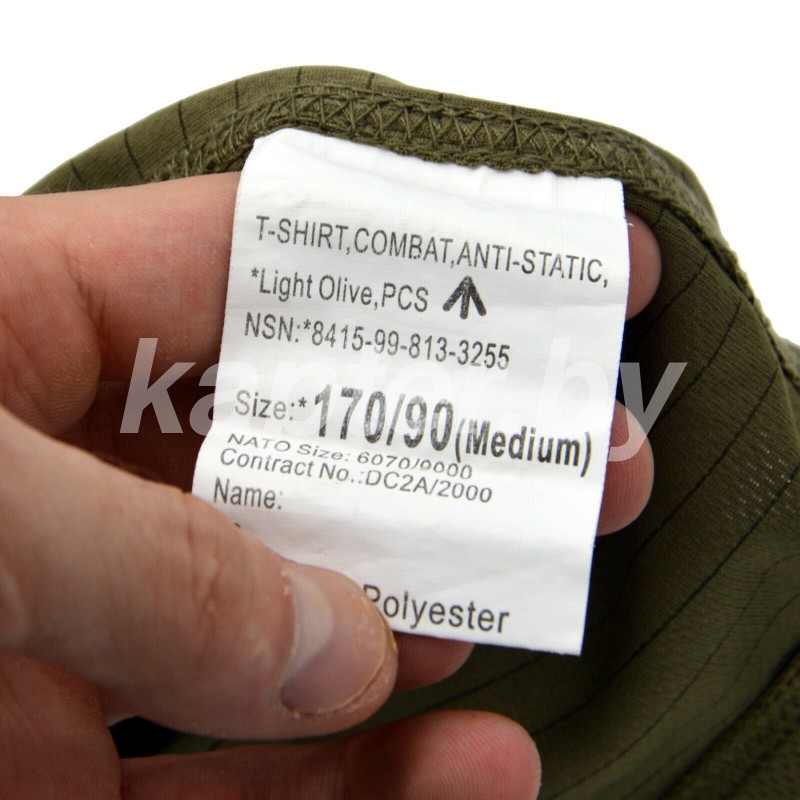 T-SHIRT,COMBAT,ANTI-STATIC,
*Light Olive,PCS
NSN:*8415-99-813-3255
kaptor.by
Size:*170/90(Medium)
NATO Size: 6070/9000
Contract No.:DC2A/2000
Name:
Polyester